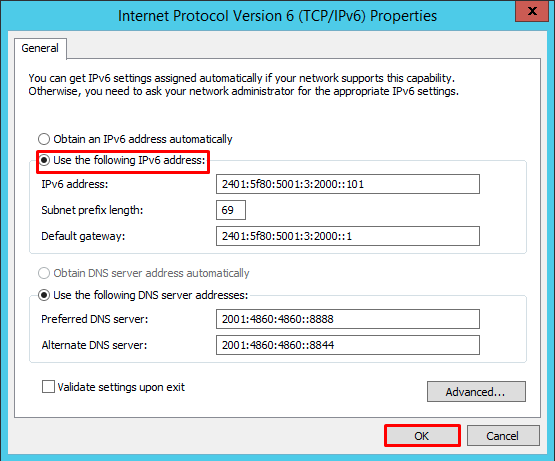 Internet Protocol Version 6 (TCP/IPv6) Properties
X
General
You can get IPv6 settings assigned automatically if your network supports this capability.
Otherwise, you need to ask your network administrator for the appropriate IPv6 settings.
Obtain an IPv6 address automatically
Use the following IPv6 address:
IPv6 address: 2401:5f80:5001:3:2000::101
Subnet prefix length: 69
Default gateway: 2401:5f80:5001:3:2000::1
Obtain DNS server address automatically
Use the following DNS server addresses:
Preferred DNS server: 2001:4860:4860::8888
Alternate DNS server: 2001:4860:4860::8844
Validate settings upon exit
Advanced...
OK Cancel